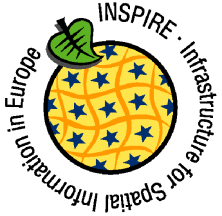 INSPIRE · Infrastructure for Spatial Information in Europe